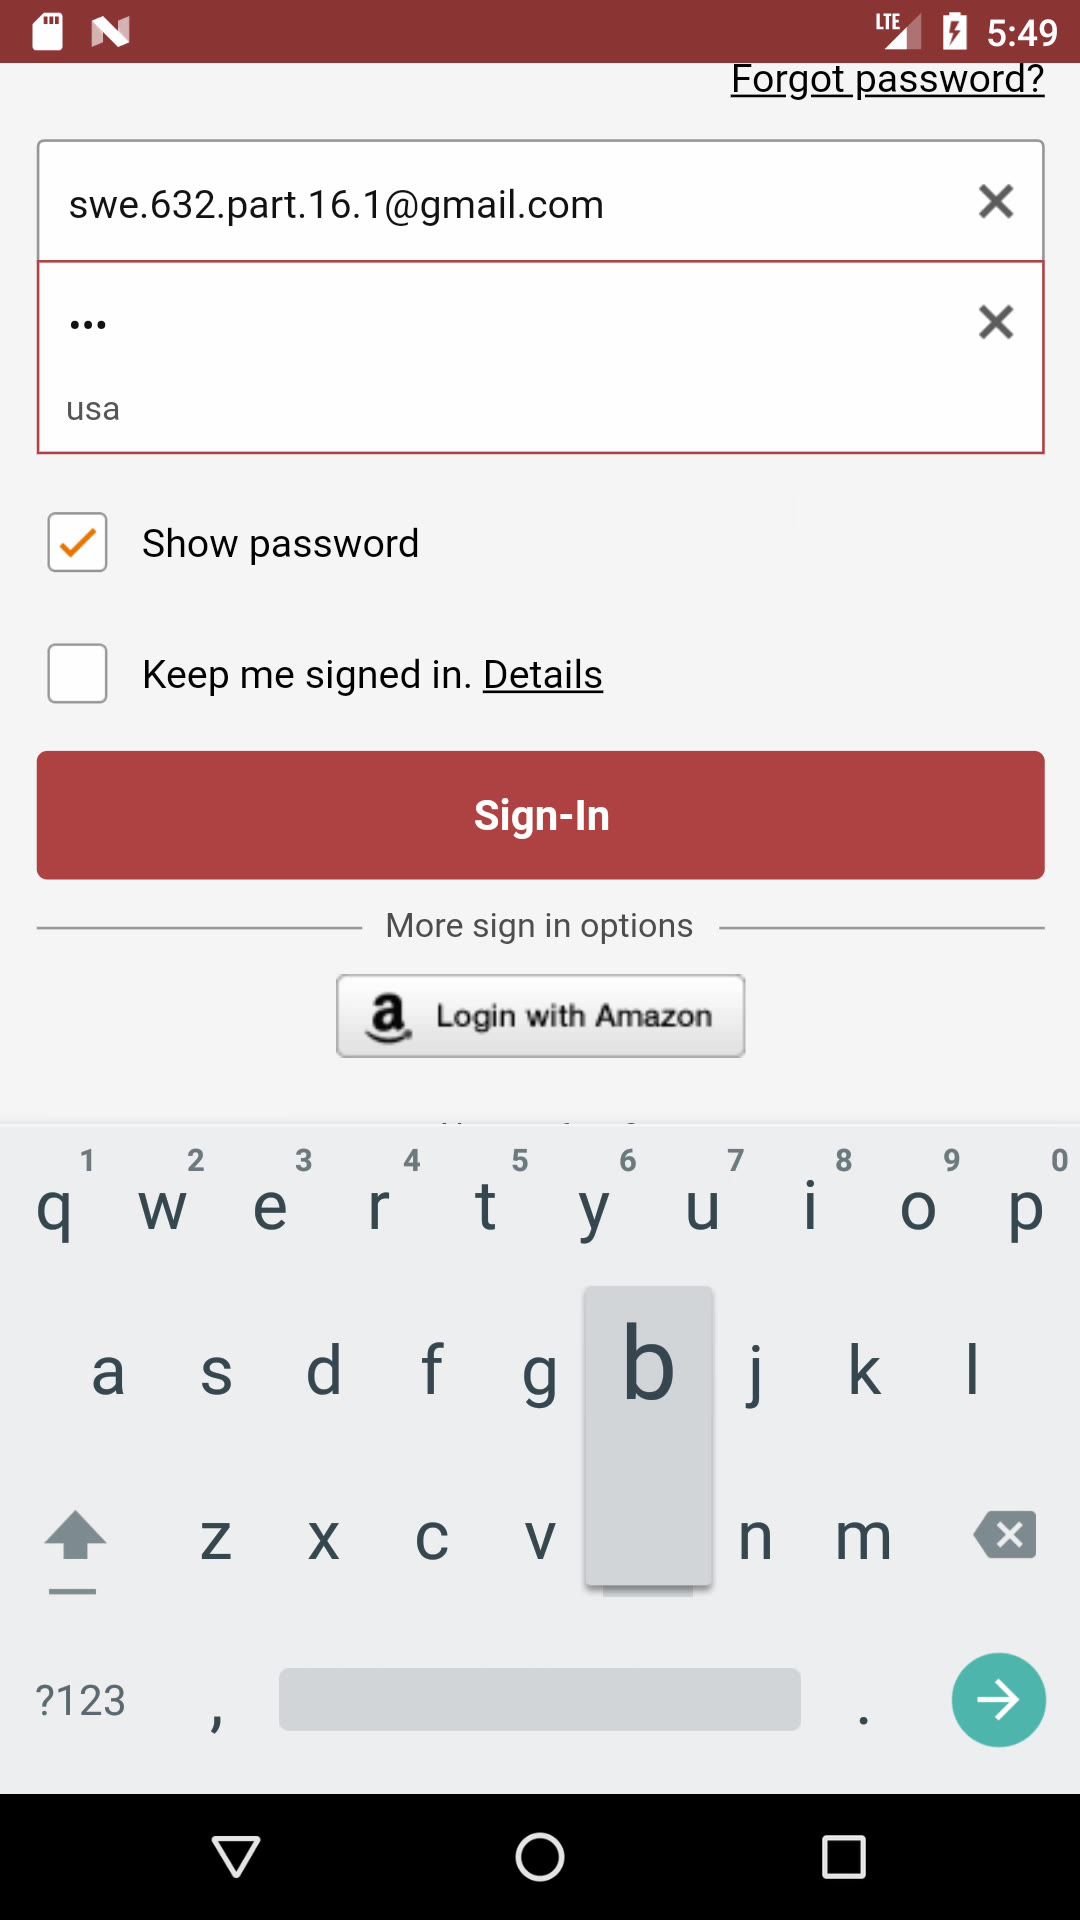 LTE 5:49
Forgot password?
swe.632.part.16.1@gmail.com
•••
usa
Show password
Keep me signed in. Details
Sign-In
More sign in options
a Login with Amazon
1 2 3 4 5 6 7 8 9 0
q w e r t y u i o p
a s d f g b j k l
z x c v n m
?123 , .